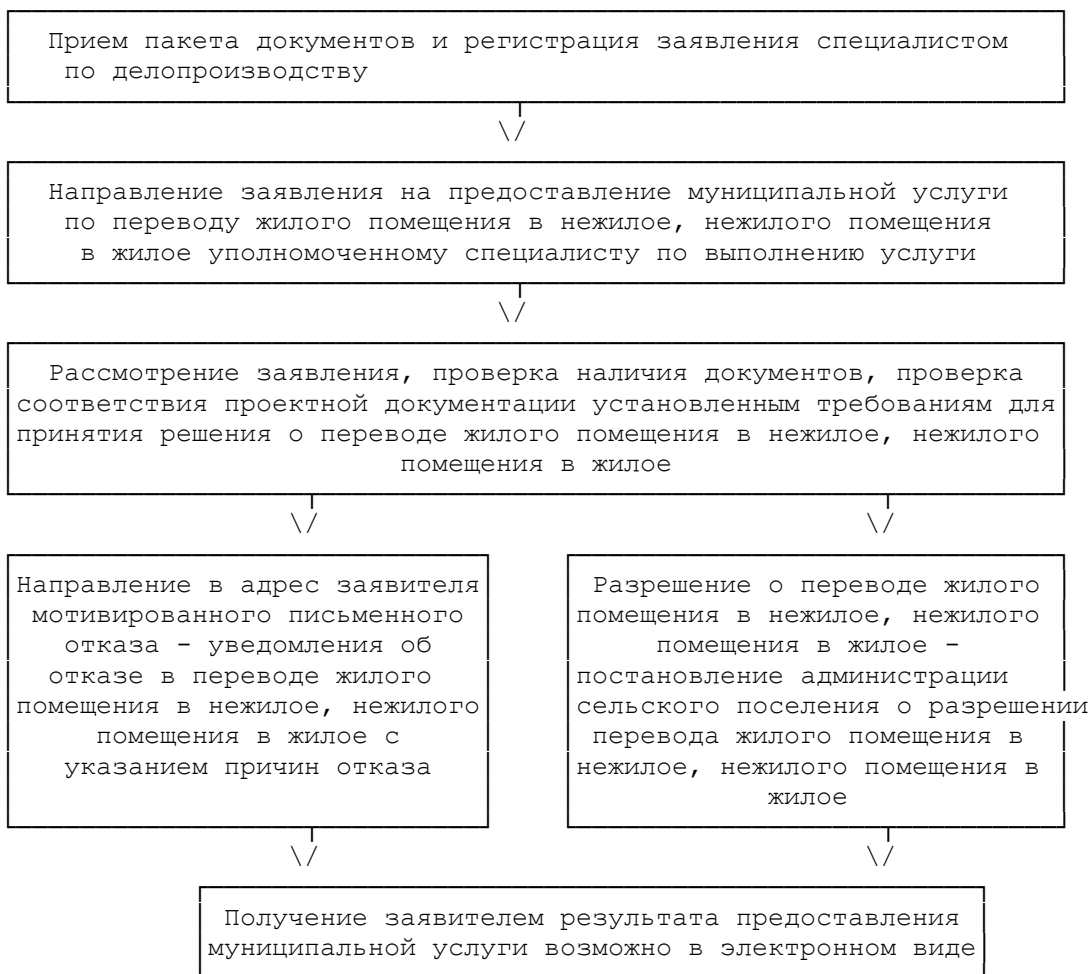 Прием пакета документов и регистрация заявления специалистом
по делопроизводству
\/
Направление заявления на предоставление муниципальной услуги
по переводу жилого помещения в нежилое, нежилого помещения
в жилое уполномоченному специалисту по выполнению услуги
\/
Рассмотрение заявления, проверка наличия документов, проверка
соответствия проектной документации установленным требованиям для
принятия решения о переводе жилого помещения в нежилое, нежилого
помещения в жилое
\/
\/
Направление в адрес заявителя
мотивированного письменного
отказа - уведомления об
отказе в переводе жилого
помещения в нежилое, нежилого
помещения в жилое с
указанием причин отказа
Разрешение о переводе жилого
помещения в нежилое, нежилого
помещения в жилое -
постановление администрации
сельского поселения о разрешении
перевода жилого помещения в
нежилое, нежилого помещения в
жилое
\/
\/
Получение заявителем результата предоставления
муниципальной услуги возможно в электронном виде